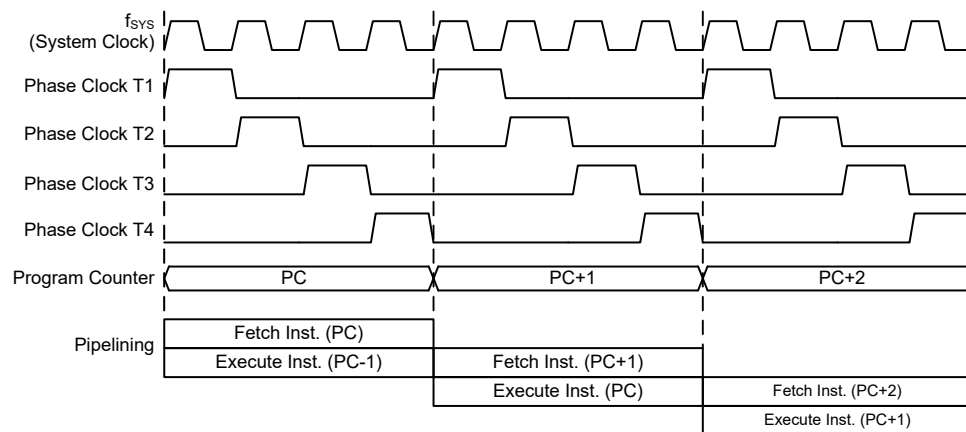 fSYS
(System Clock)
Phase Clock T1
Phase Clock T2
Phase Clock T3
Phase Clock T4
Program Counter PC PC+1 PC+2
Pipelining
Fetch Inst. (PC)
Execute Inst. (PC-1) Fetch Inst. (PC+1)
Execute Inst. (PC) Fetch Inst. (PC+2)
Execute Inst. (PC+1)